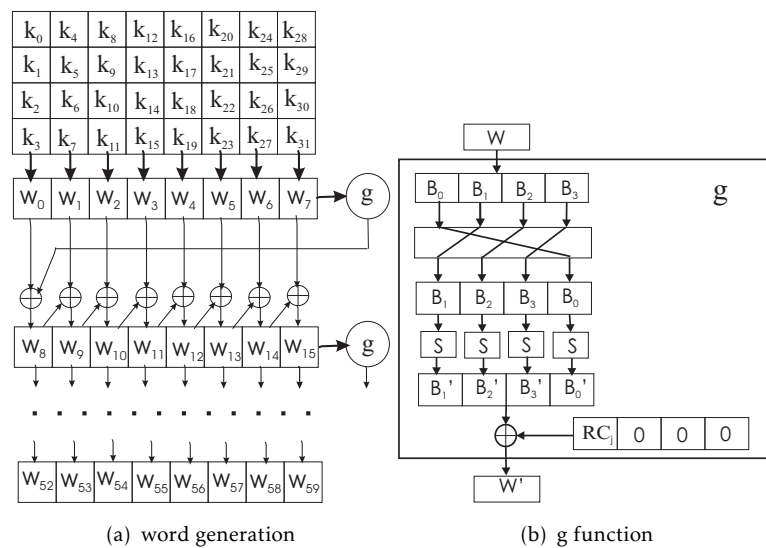 k₀ k₄ k₈ k₁₂ k₁₆ k₂₀ k₂₄ k₂₈
k₁ k₅ k₉ k₁₃ k₁₇ k₂₁ k₂₅ k₂₉
k₂ k₆ k₁₀ k₁₄ k₁₈ k₂₂ k₂₆ k₃₀
k₃ k₇ k₁₁ k₁₅ k₁₉ k₂₃ k₂₇ k₃₁
W₀ W₁ W₂ W₃ W₄ W₅ W₆ W₇ g
W₈ W₉ W₁₀ W₁₁ W₁₂ W₁₃ W₁₄ W₁₅ g
W₅₂ W₅₃ W₅₄ W₅₅ W₅₆ W₅₇ W₅₈ W₅₉
(a) word generation
W
g
B₀ B₁ B₂ B₃
B₁ B₂ B₃ B₀
S S S S
B₁' B₂' B₃' B₀'
RCⱼ 0 0 0
W'
(b) g function